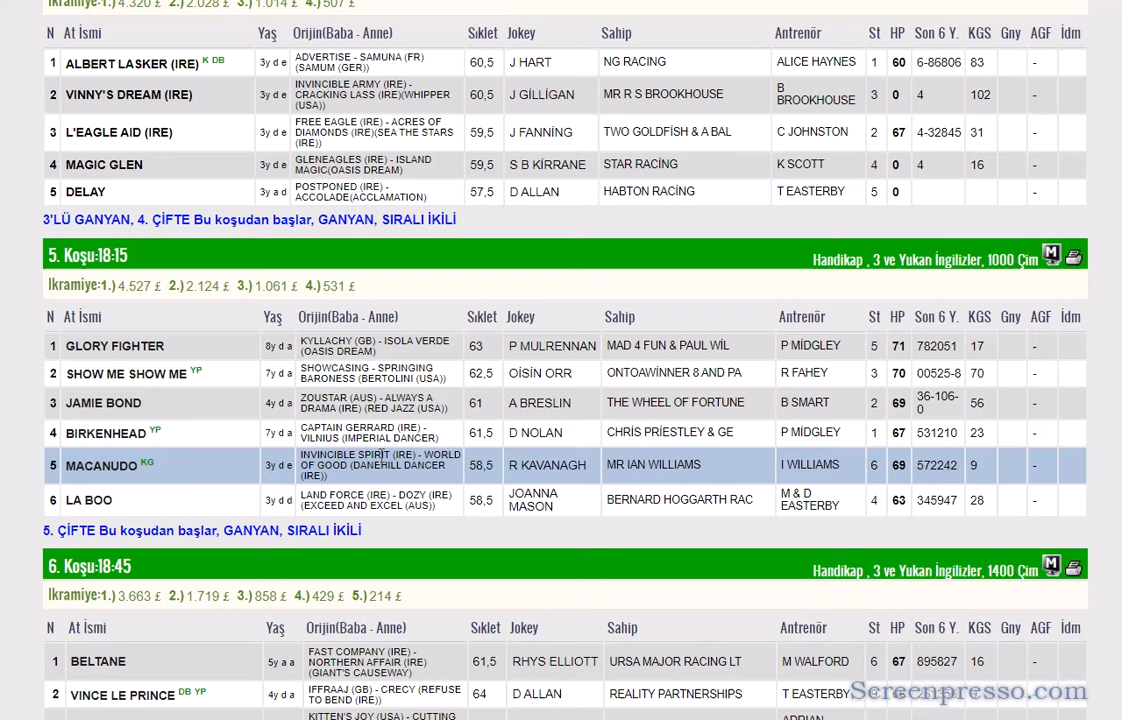 İkramiye:1.) 4.320 £ 2.) 2.028 £ 3.) 1.014 £ 4.) 507 £
N At İsmi Yaş Orijin(Baba - Anne) Sıklet Jokey Sahip Antrenör St HP Son 6 Y. KGS Gny AGF İdm
1 ALBERT LASKER (IRE) K DB 3y d e ADVERTISE - SAMUNA (FR) (SAMUM (GER)) 60,5 J HART NG RACING ALICE HAYNES 1 60 6-86806 83 -
2 VINNY'S DREAM (IRE) 3y d e INVINCIBLE ARMY (IRE) - CRACKING LASS (IRE)(WHIPPER (USA)) 60,5 J GİLLİGAN MR R S BROOKHOUSE B BROOKHOUSE 3 0 4 102 -
3 L'EAGLE AID (IRE) 3y d e FREE EAGLE (IRE) - ACRES OF DIAMONDS (IRE)(SEA THE STARS (IRE)) 59,5 J FANNİNG TWO GOLDFİSH & A BAL C JOHNSTON 2 67 4-32845 31 -
4 MAGIC GLEN 3y d e GLENEAGLES (IRE) - ISLAND MAGIC(OASIS DREAM) 59,5 S B KİRRANE STAR RACİNG K SCOTT 4 0 4 16 -
5 DELAY 3y a d POSTPONED (IRE) - ACCOLADE(ACCLAMATION) 57,5 D ALLAN HABTON RACİNG T EASTERBY 5 0 -
3'LÜ GANYAN, 4. ÇİFTE Bu koşudan başlar, GANYAN, SIRALI İKİLİ
5. Koşu:18:15 Handikap , 3 ve Yukarı İngilizler, 1000 Çim M
İkramiye:1.) 4.527 £ 2.) 2.124 £ 3.) 1.061 £ 4.) 531 £
N At İsmi Yaş Orijin(Baba - Anne) Sıklet Jokey Sahip Antrenör St HP Son 6 Y. KGS Gny AGF İdm
1 GLORY FIGHTER 8y d a KYLLACHY (GB) - ISOLA VERDE (OASIS DREAM) 63 P MULRENNAN MAD 4 FUN & PAUL WİL P MİDGLEY 5 71 782051 17 -
2 SHOW ME SHOW ME YP 7y d a SHOWCASING - SPRINGING BARONESS (BERTOLINI (USA)) 62,5 OİSİN ORR ONTOAWİNNER 8 AND PA R FAHEY 3 70 00525-8 70 -
3 JAMIE BOND 4y d a ZOUSTAR (AUS) - ALWAYS A DRAMA (IRE) (RED JAZZ (USA)) 61 A BRESLIN THE WHEEL OF FORTUNE B SMART 2 69 36-106-0 56 -
4 BIRKENHEAD YP 7y d a CAPTAIN GERRARD (IRE) - VILNIUS (IMPERIAL DANCER) 61,5 D NOLAN CHRİS PRİESTLEY & GE P MİDGLEY 1 67 531210 23 -
5 MACANUDO KG 3y d e INVINCIBLE SPIRIT (IRE) - WORLD OF GOOD (DANEHILL DANCER (IRE)) 58,5 R KAVANAGH MR IAN WILLIAMS I WILLIAMS 6 69 572242 9 -
6 LA BOO 3y d d LAND FORCE (IRE) - DOZY (IRE) (EXCEED AND EXCEL (AUS)) 58,5 JOANNA MASON BERNARD HOGGARTH RAC M & D EASTERBY 4 63 345947 28 -
5. ÇİFTE Bu koşudan başlar, GANYAN, SIRALI İKİLİ
6. Koşu:18:45 Handikap , 3 ve Yukarı İngilizler, 1400 Çim M
İkramiye:1.) 3.663 £ 2.) 1.719 £ 3.) 858 £ 4.) 429 £ 5.) 214 £
N At İsmi Yaş Orijin(Baba - Anne) Sıklet Jokey Sahip Antrenör St HP Son 6 Y. KGS Gny AGF İdm
1 BELTANE 5y a a FAST COMPANY (IRE) - NORTHERN AFFAIR (IRE) (GIANT'S CAUSEWAY) 61,5 RHYS ELLIOTT URSA MAJOR RACING LT M WALFORD 6 67 895827 16 -
2 VINCE LE PRINCE DB YP 4y d a IFFRAAJ (GB) - CRECY (REFUSE TO BEND (IRE)) 64 D ALLAN REALITY PARTNERSHIPS T EASTERBY
Screenpresso.com
KITTEN'S JOY (USA) - CUTTING ADRIAN